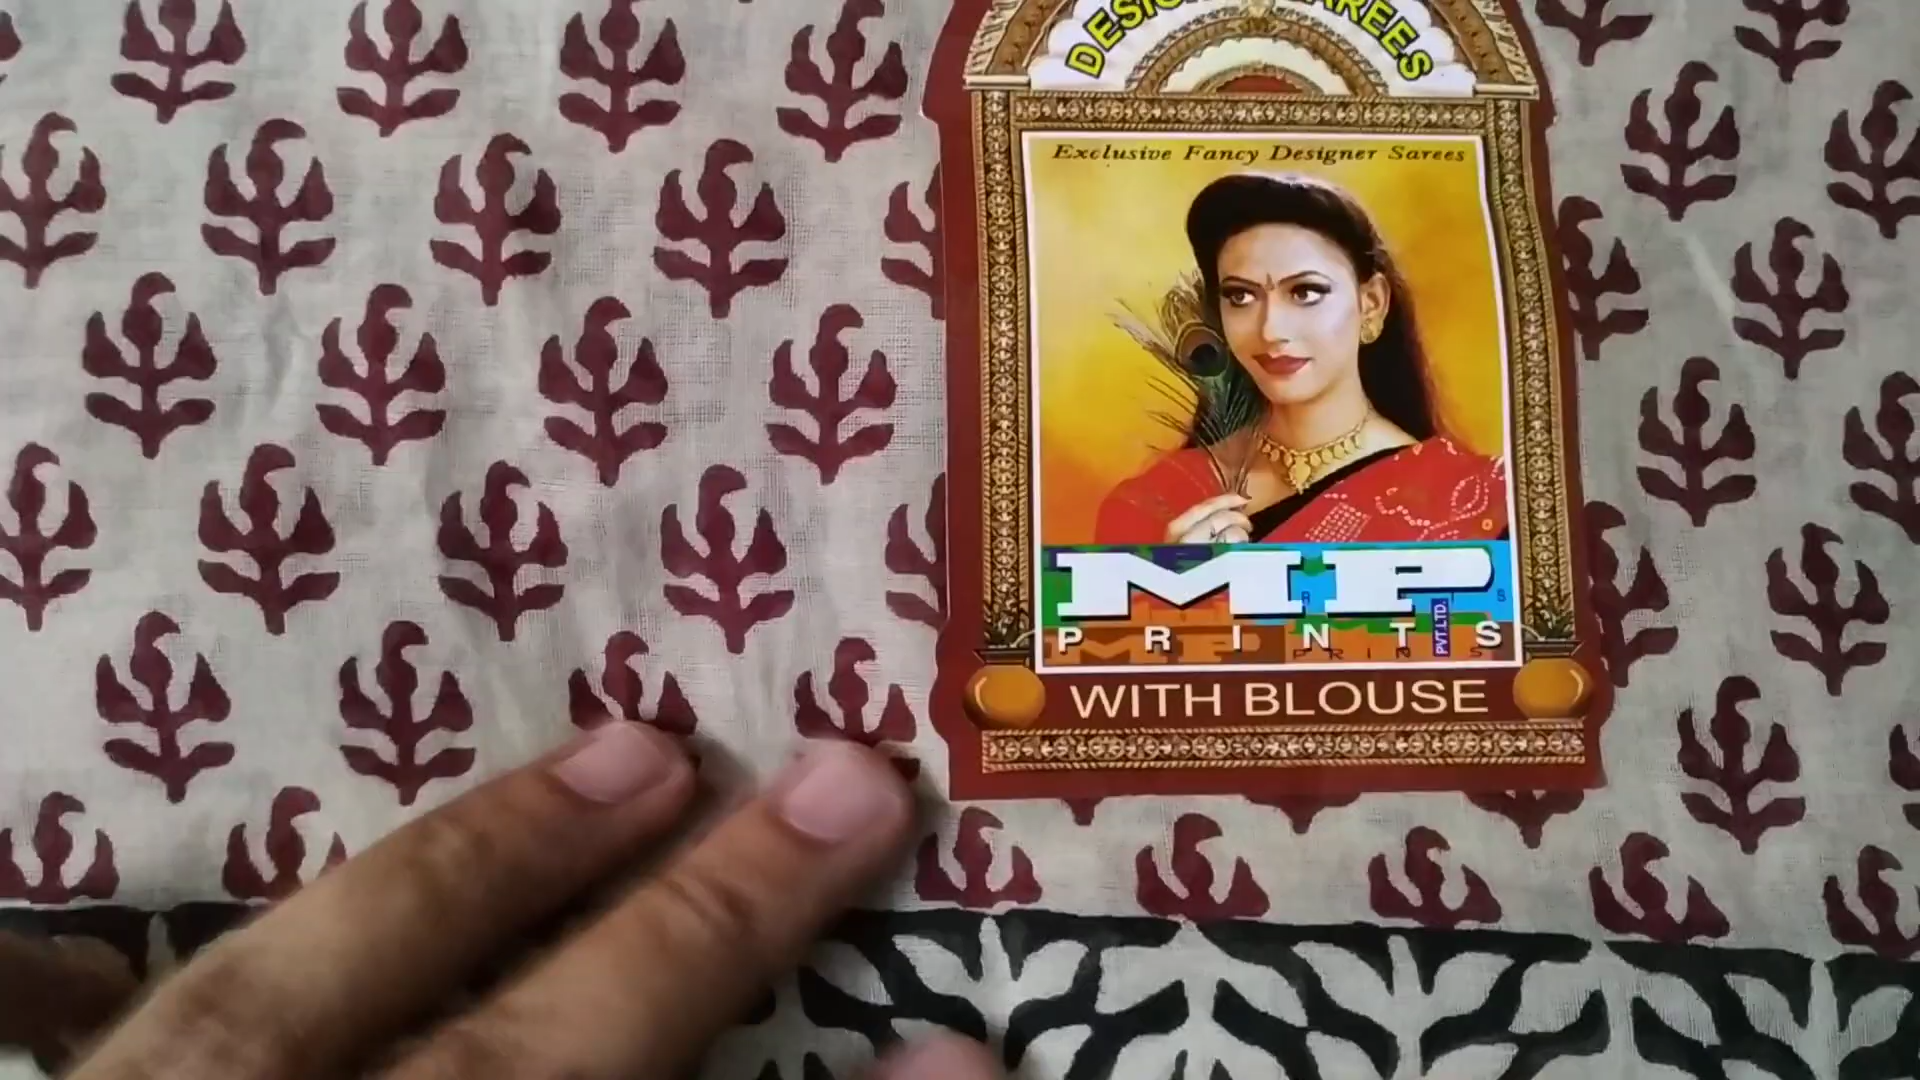 Exclusive Fancy Designer Sarees
MP
PRINTS
PVT.LTD.
WITH BLOUSE